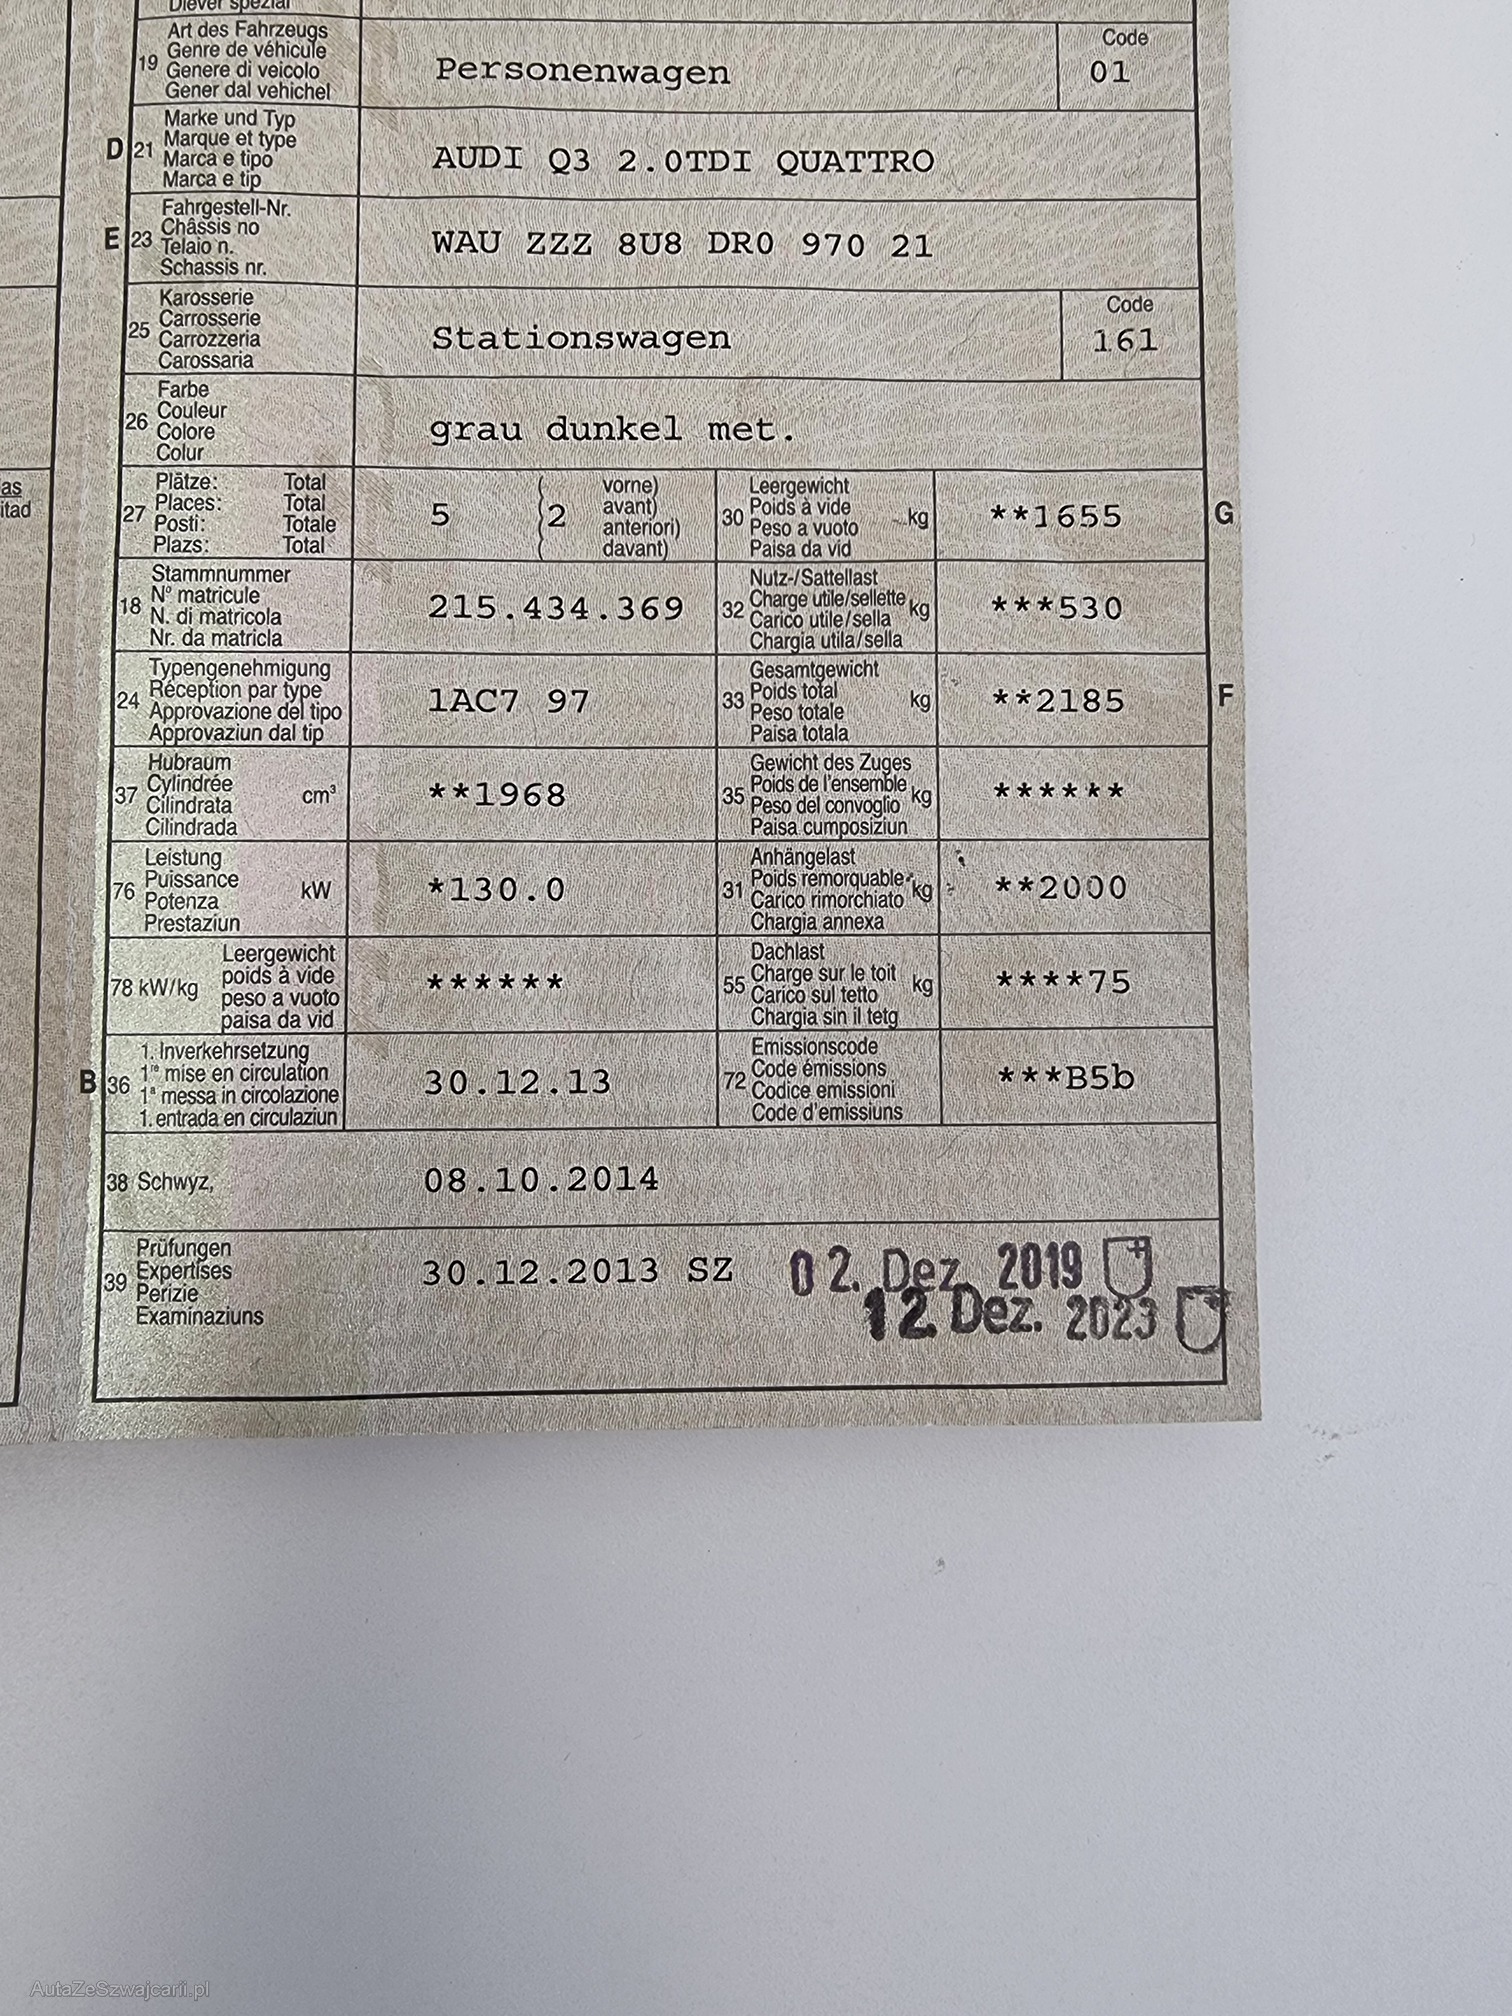 Diever spezial
19 Art des Fahrzeugs
Genre de véhicule
Genere di veicolo
Gener dal vehichel
Personenwagen
Code
01
D 21 Marke und Typ
Marque et type
Marca e tipo
Marca e tip
AUDI Q3 2.0TDI QUATTRO
E 23 Fahrgestell-Nr.
Châssis no
Telaio n.
Schassis nr.
WAU ZZZ 8U8 DR0 970 21
25 Karosserie
Carrosserie
Carrozzeria
Carossaria
Stationswagen
Code
161
26 Farbe
Couleur
Colore
Colur
grau dunkel met.
as
itad
27 Plätze: Total
Places: Total
Posti: Totale
Plazs: Total
5 (2 vorne)
avant)
anteriori)
davant)
30 Leergewicht
Poids à vide
Peso a vuoto kg
Paisa da vid
**1655
G
18 Stammnummer
N° matricule
N. di matricola
Nr. da matricla
215.434.369
32 Nutz-/Sattellast
Charge utile/sellette kg
Carico utile/sella
Chargia utila/sella
***530
24 Typengenehmigung
Réception par type
Approvazione del tipo
Approvaziun dal tip
1AC7 97
33 Gesamtgewicht
Poids total kg
Peso totale
Paisa totala
**2185
F
37 Hubraum
Cylindrée
Cilindrata cm³
Cilindrada
**1968
35 Gewicht des Zuges
Poids de l'ensemble kg
Peso del convoglio
Paisa cumposiziun
******
76 Leistung
Puissance kW
Potenza
Prestaziun
*130.0
31 Anhängelast
Poids remorquable kg
Carico rimorchiato
Chargia annexa
**2000
78 kW/kg Leergewicht
poids à vide
peso a vuoto
paisa da vid
******
55 Dachlast
Charge sur le toit kg
Carico sul tetto
Chargia sin il tetg
****75
B 36 1. Inverkehrsetzung
1re mise en circulation
1a messa in circolazione
1. entrada en circulaziun
30.12.13
72 Emissionscode
Code émissions
Codice emissioni
Code d'emissiuns
***B5b
38 Schwyz,
08.10.2014
39 Prüfungen
Expertises
Perizie
Examinaziuns
30.12.2013 SZ
02. Dez. 2019
12. Dez. 2023
AutaZeSzwajcarii.pl